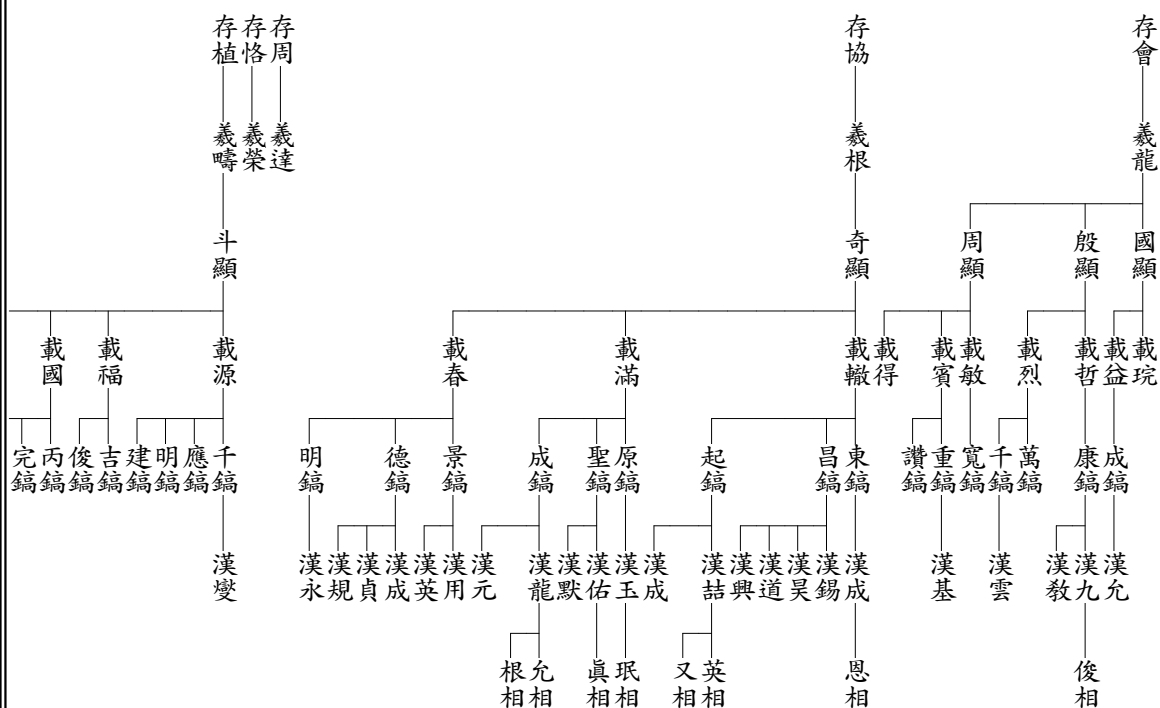 存會
存協
存周
存恪
存植
羲龍
羲根
羲達
羲榮
羲疇
國顯
殷顯
周顯
奇顯
斗顯
載琓
載益
載哲
載烈
載敏
載賓
載得
載轍
載滿
載春
載源
載福
載國
成鎬
康鎬
萬鎬
千鎬
寬鎬
重鎬
讚鎬
東鎬
昌鎬
起鎬
原鎬
聖鎬
成鎬
景鎬
德鎬
明鎬
千鎬
應鎬
明鎬
建鎬
吉鎬
俊鎬
丙鎬
完鎬
漢允
漢九
漢敎
漢雲
漢基
漢成
漢錫
漢昊
漢道
漢興
漢喆
漢成
漢玉
漢佑
漢默
漢龍
漢元
漢用
漢英
漢成
漢貞
漢規
漢永
漢燮
俊相
恩相
英相
又相
珉相
眞相
允相
根相